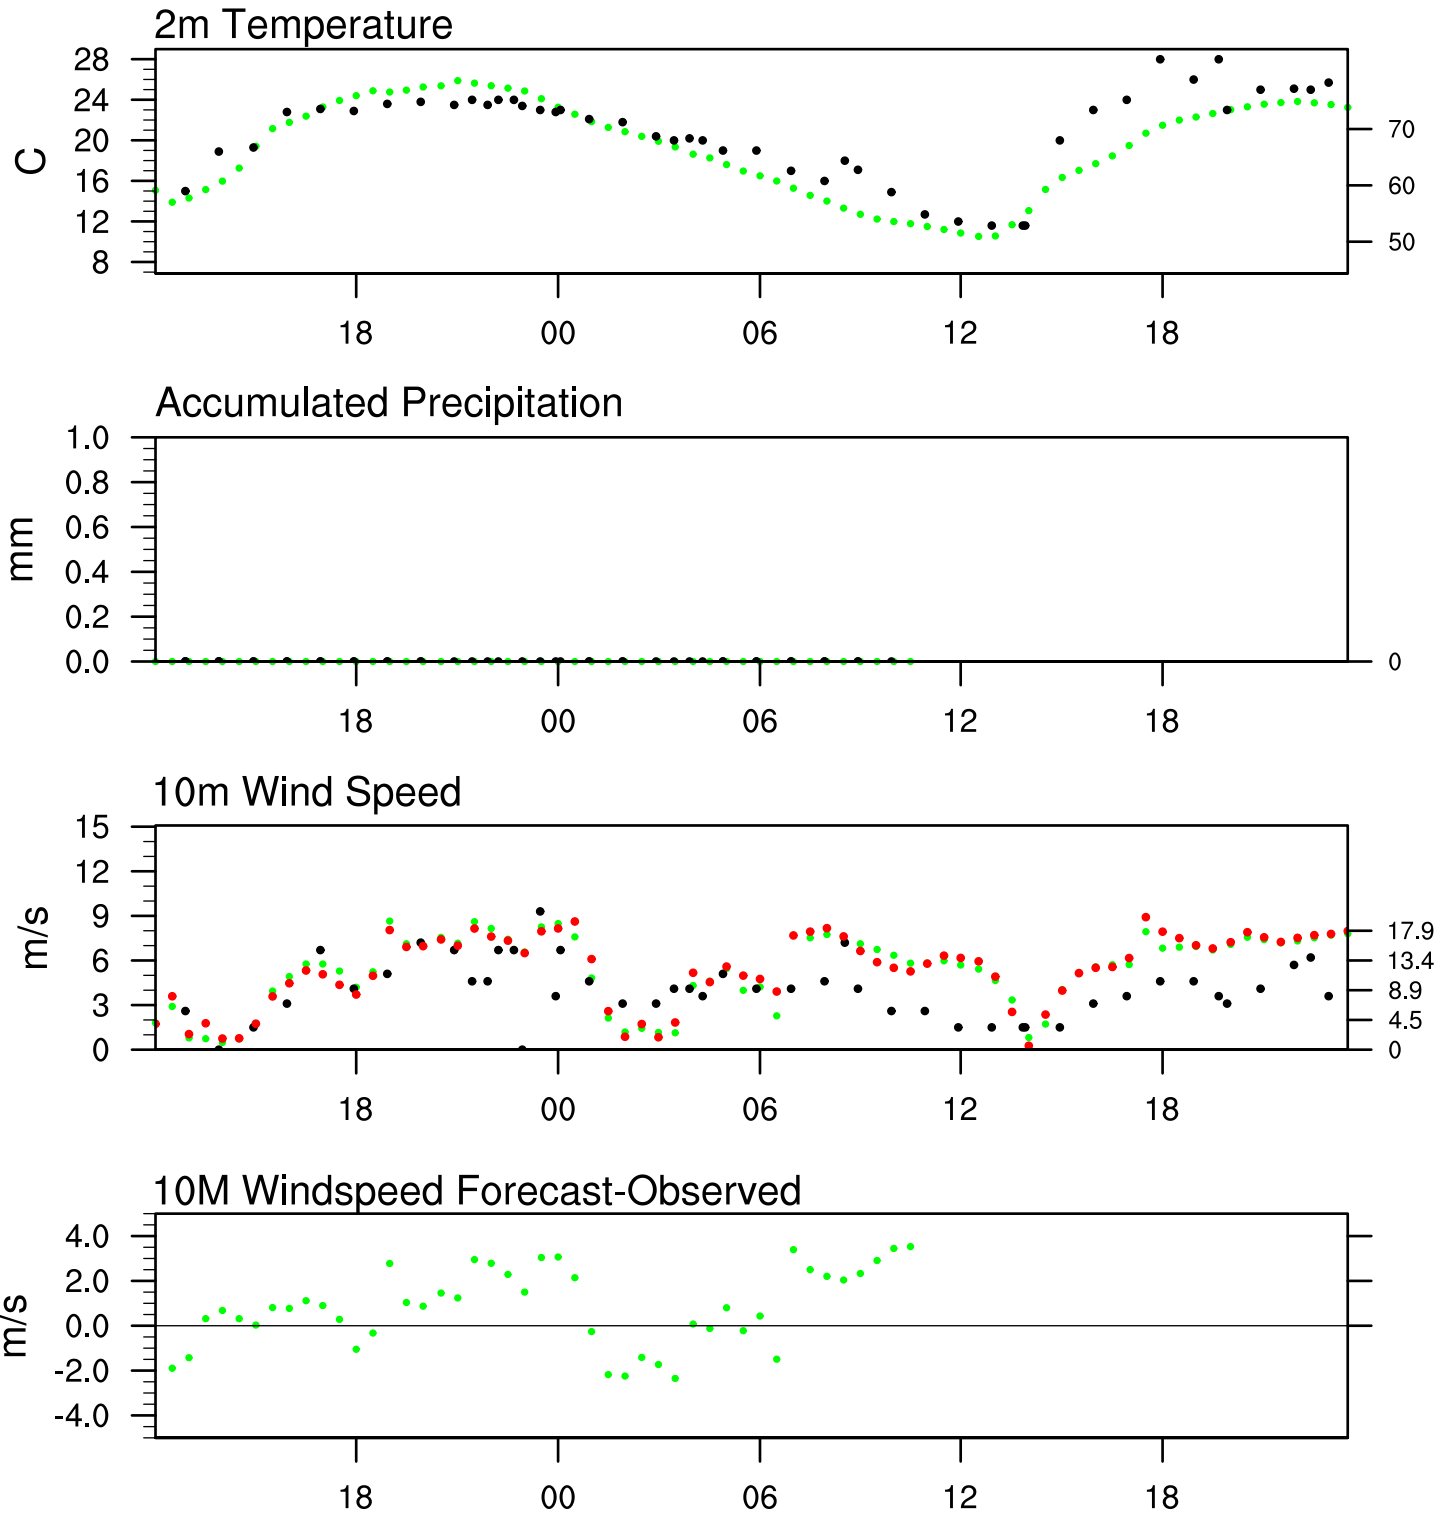 2m Temperature
28
24
20
16
12
8
C
70
60
50
18 00 06 12 18
Accumulated Precipitation
1.0
0.8
0.6
0.4
0.2
0.0
mm
0
18 00 06 12 18
10m Wind Speed
15
12
9
6
3
0
m/s
17.9
13.4
8.9
4.5
0
18 00 06 12 18
10M Windspeed Forecast-Observed
4.0
2.0
0.0
-2.0
-4.0
m/s
18 00 06 12 18